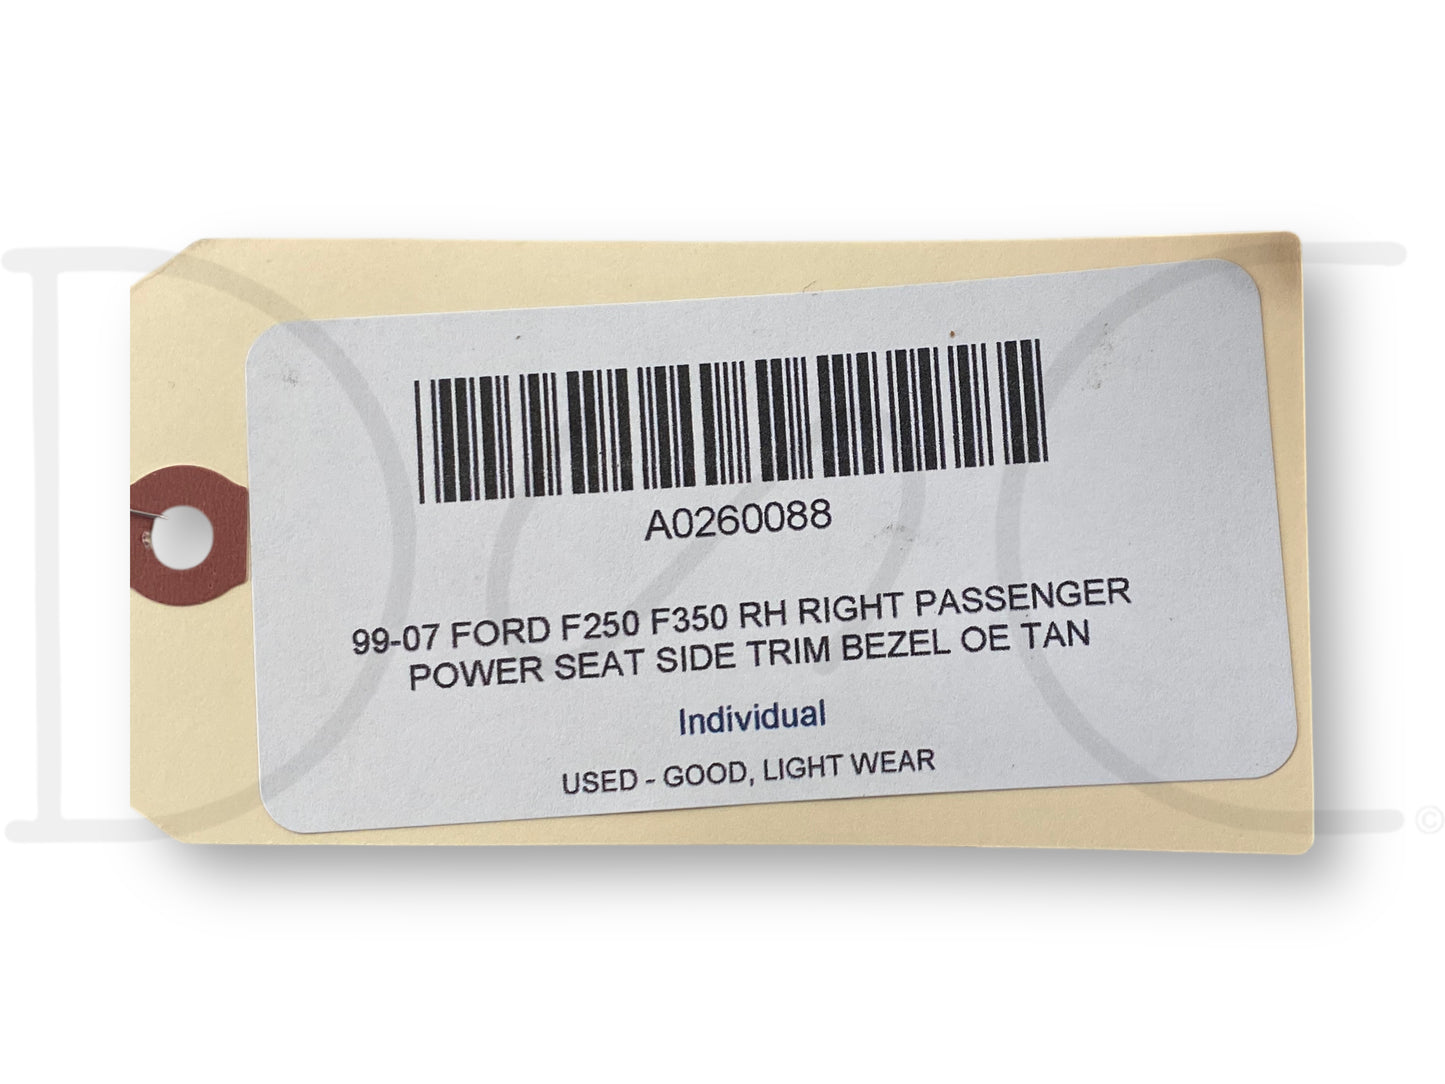 A0260088
99-07 FORD F250 F350 RH RIGHT PASSENGER
POWER SEAT SIDE TRIM BEZEL OE TAN
Individual
USED - GOOD, LIGHT WEAR
©